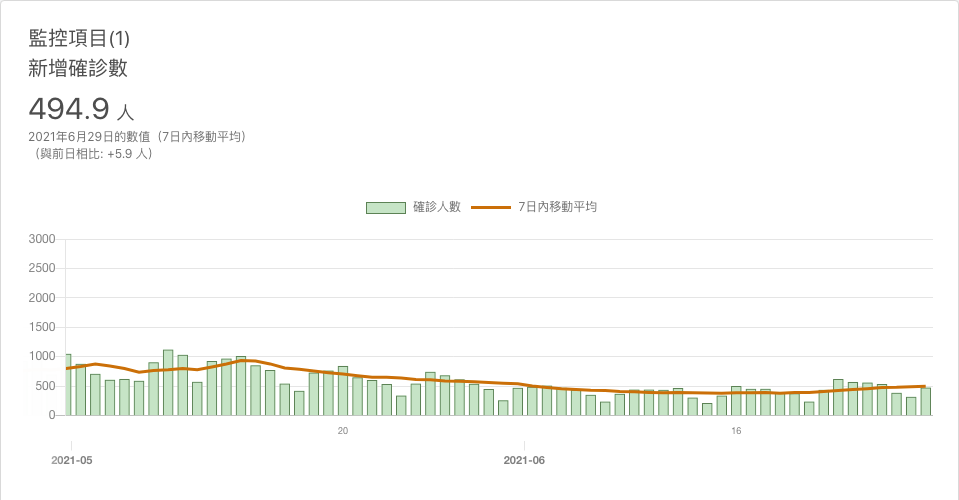 監控項目(1)
新增確診數
494.9 人
2021年6月29日的數值（7日內移動平均）
（與前日相比: +5.9 人）
確診人數 7日內移動平均
3000
2500
2000
1500
1000
500
0
20 16
2021-05 2021-06